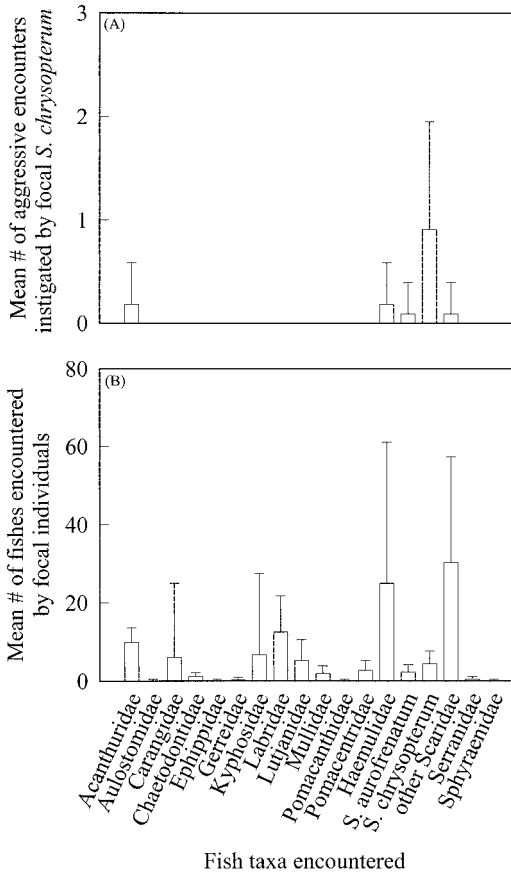 (A)
Mean # of aggressive encounters
instigated by focal S. chrysopterum
3
2
1
0
(B)
Mean # of fishes encountered
by focal individuals
80
60
40
20
0
Acanthuridae
Aulostomidae
Carangidae
Chaetodontidae
Ephippidae
Gerreidae
Kyphosidae
Labridae
Lutjanidae
Mullidae
Pomacanthidae
Pomacentridae
Haemulidae
S. aurofrenatum
S. chrysopterum
other Scaridae
Serranidae
Sphyraenidae
Fish taxa encountered